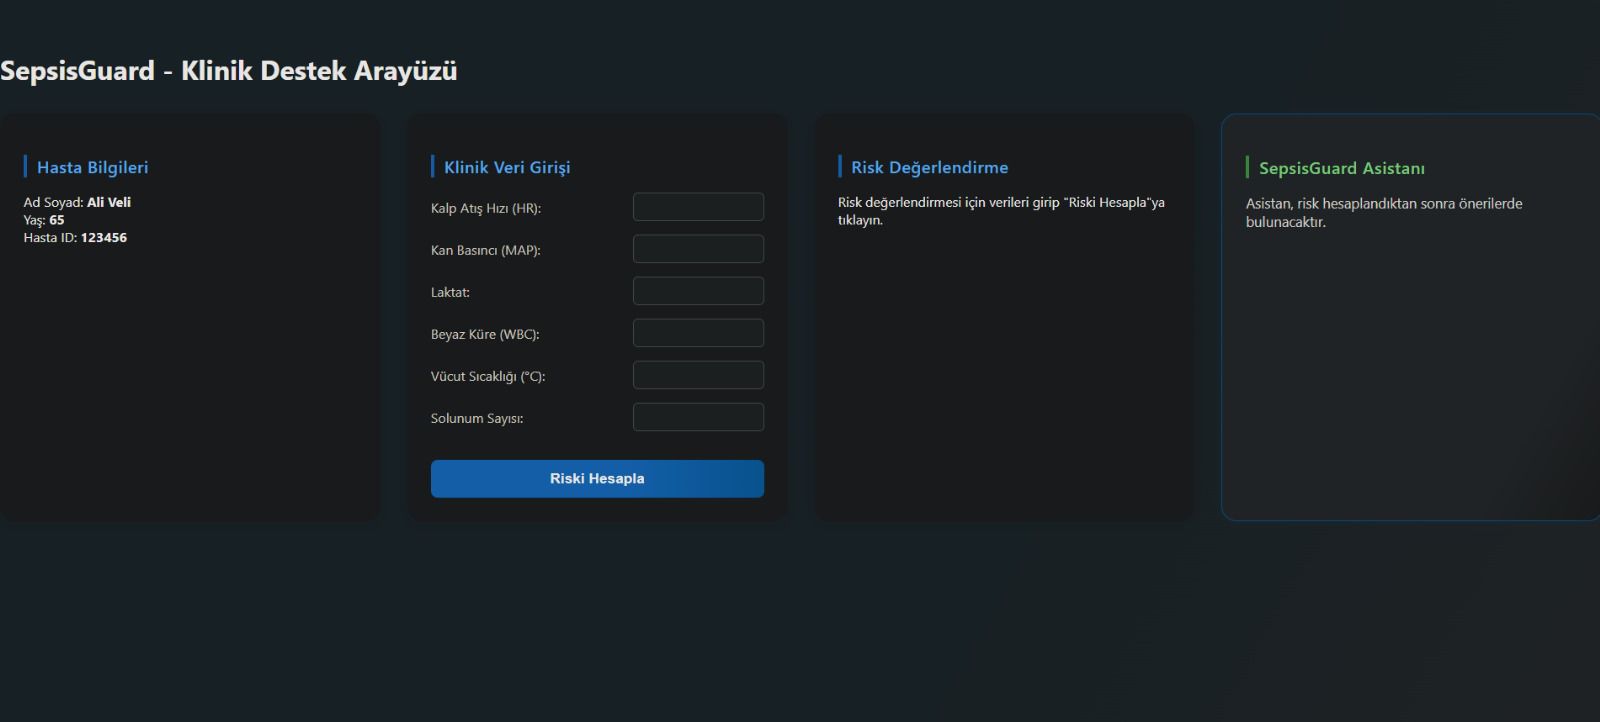 SepsisGuard - Klinik Destek Arayüzü
Hasta Bilgileri
Ad Soyad: Ali Veli
Yaş: 65
Hasta ID: 123456
Klinik Veri Girişi
Kalp Atış Hızı (HR):
Kan Basıncı (MAP):
Laktat:
Beyaz Küre (WBC):
Vücut Sıcaklığı (°C):
Solunum Sayısı:
Riski Hesapla
Risk Değerlendirme
Risk değerlendirmesi için verileri girip "Riski Hesapla"ya
tıklayın.
SepsisGuard Asistanı
Asistan, risk hesaplandıktan sonra önerilerde
bulunacaktır.